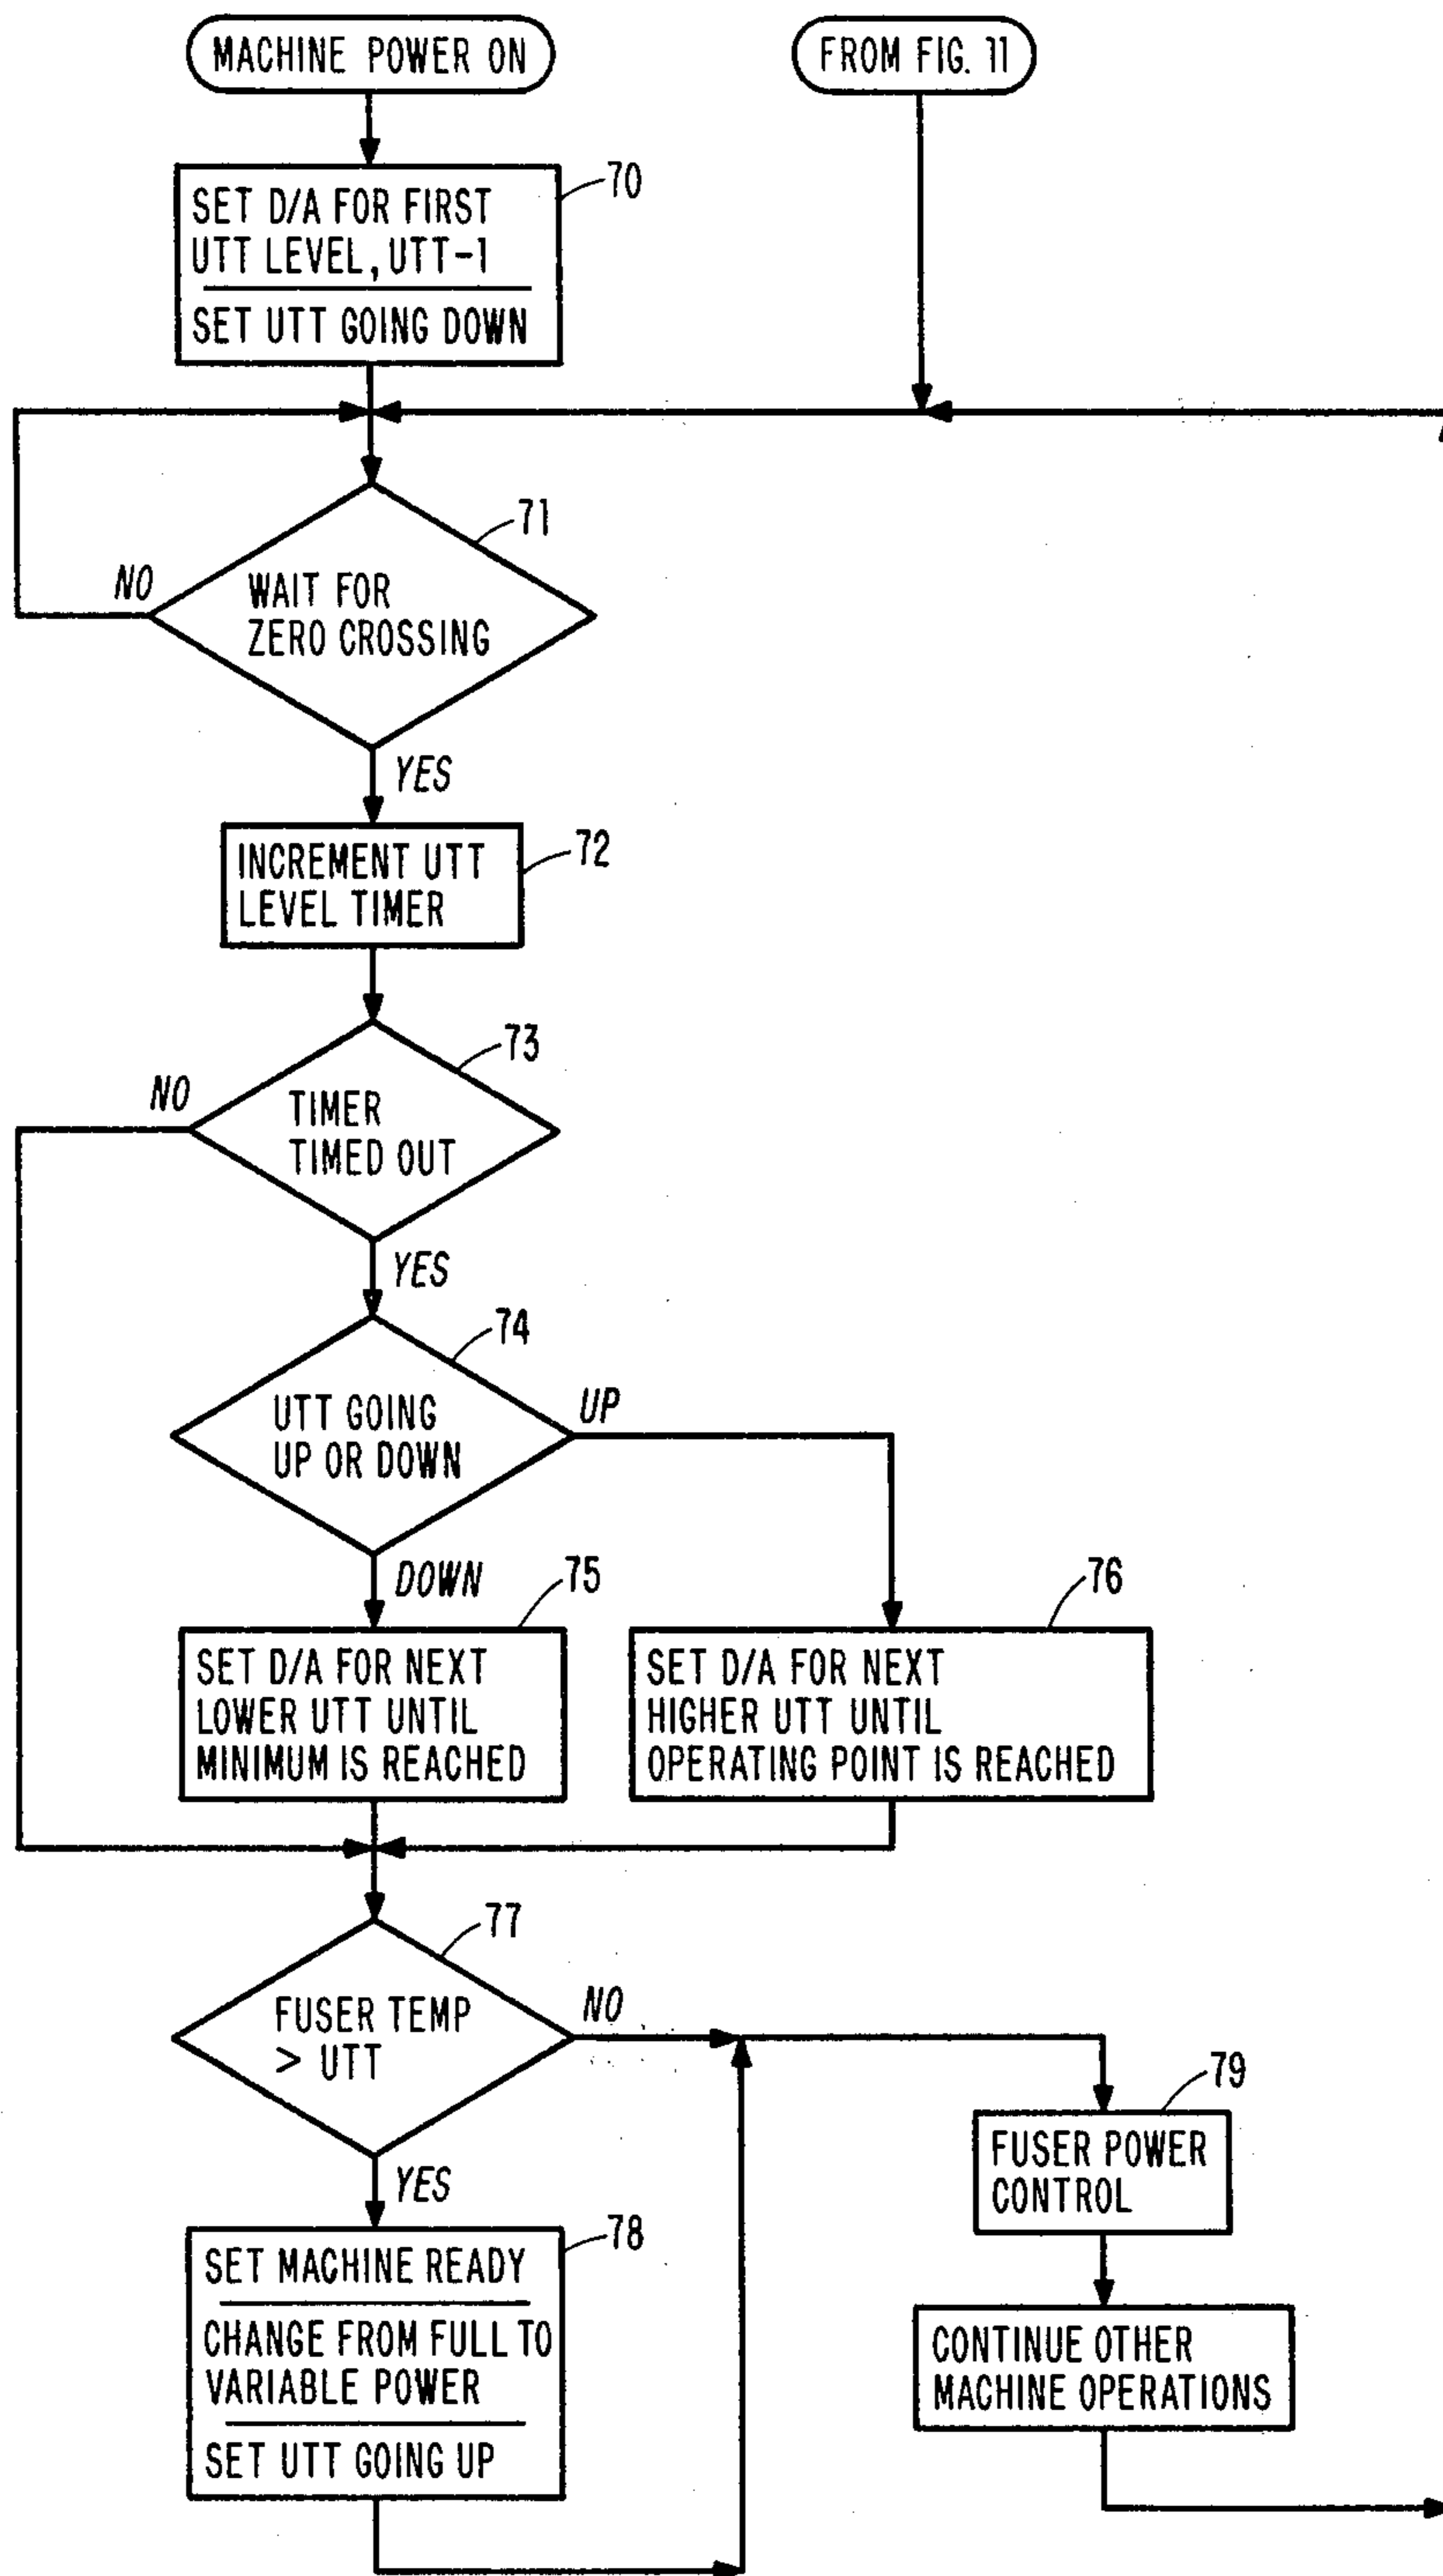 MACHINE POWER ON
FROM FIG. 11
70
SET D/A FOR FIRST
UTT LEVEL, UTT-1
SET UTT GOING DOWN
71
NO
WAIT FOR
ZERO CROSSING
YES
72
INCREMENT UTT
LEVEL TIMER
73
NO
TIMER
TIMED OUT
YES
74
UTT GOING
UP OR DOWN
UP
DOWN
75
SET D/A FOR NEXT
LOWER UTT UNTIL
MINIMUM IS REACHED
76
SET D/A FOR NEXT
HIGHER UTT UNTIL
OPERATING POINT IS REACHED
77
FUSER TEMP
> UTT
NO
YES
78
SET MACHINE READY
CHANGE FROM FULL TO
VARIABLE POWER
SET UTT GOING UP
79
FUSER POWER
CONTROL
CONTINUE OTHER
MACHINE OPERATIONS